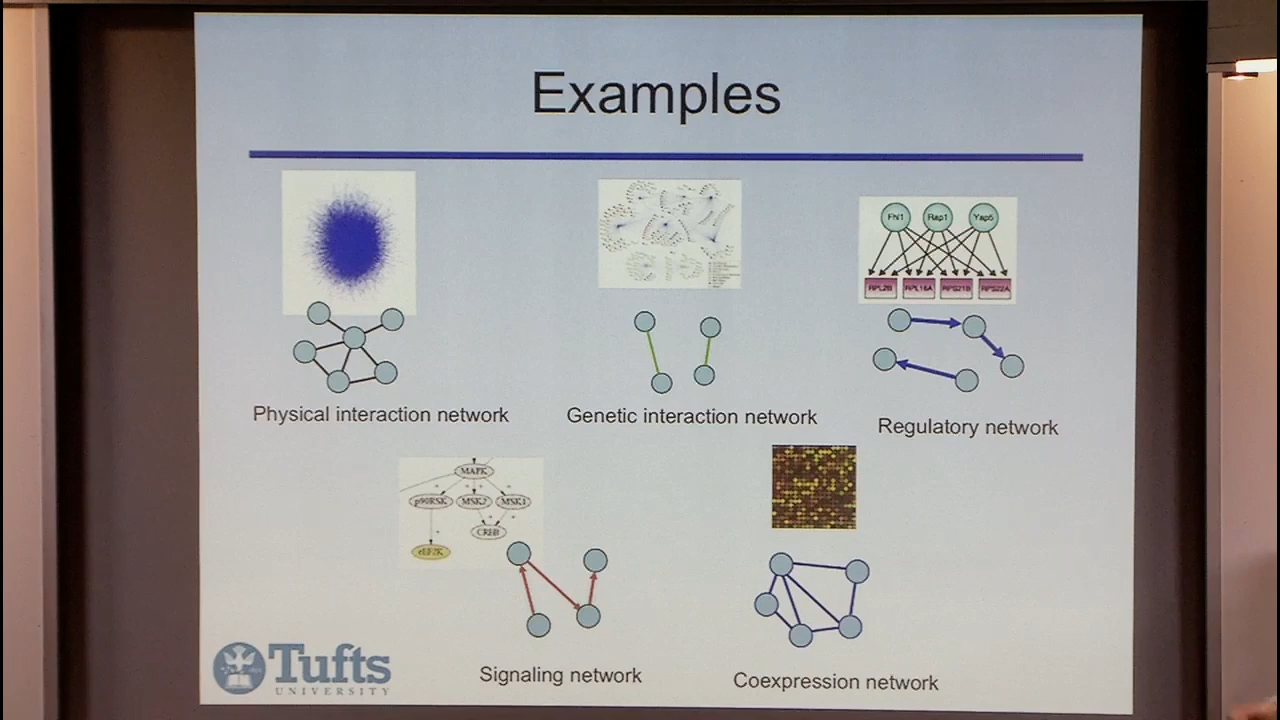 Examples
Fhl1 Rap1 Yap5
RPL2B RPL16A RPS21B RPS22A
Physical interaction network
Genetic interaction network
Regulatory network
MAPK
p90RSK MSK2 MSK1
CREB
eEF2K
Signaling network
Coexpression network
Tufts
UNIVERSITY